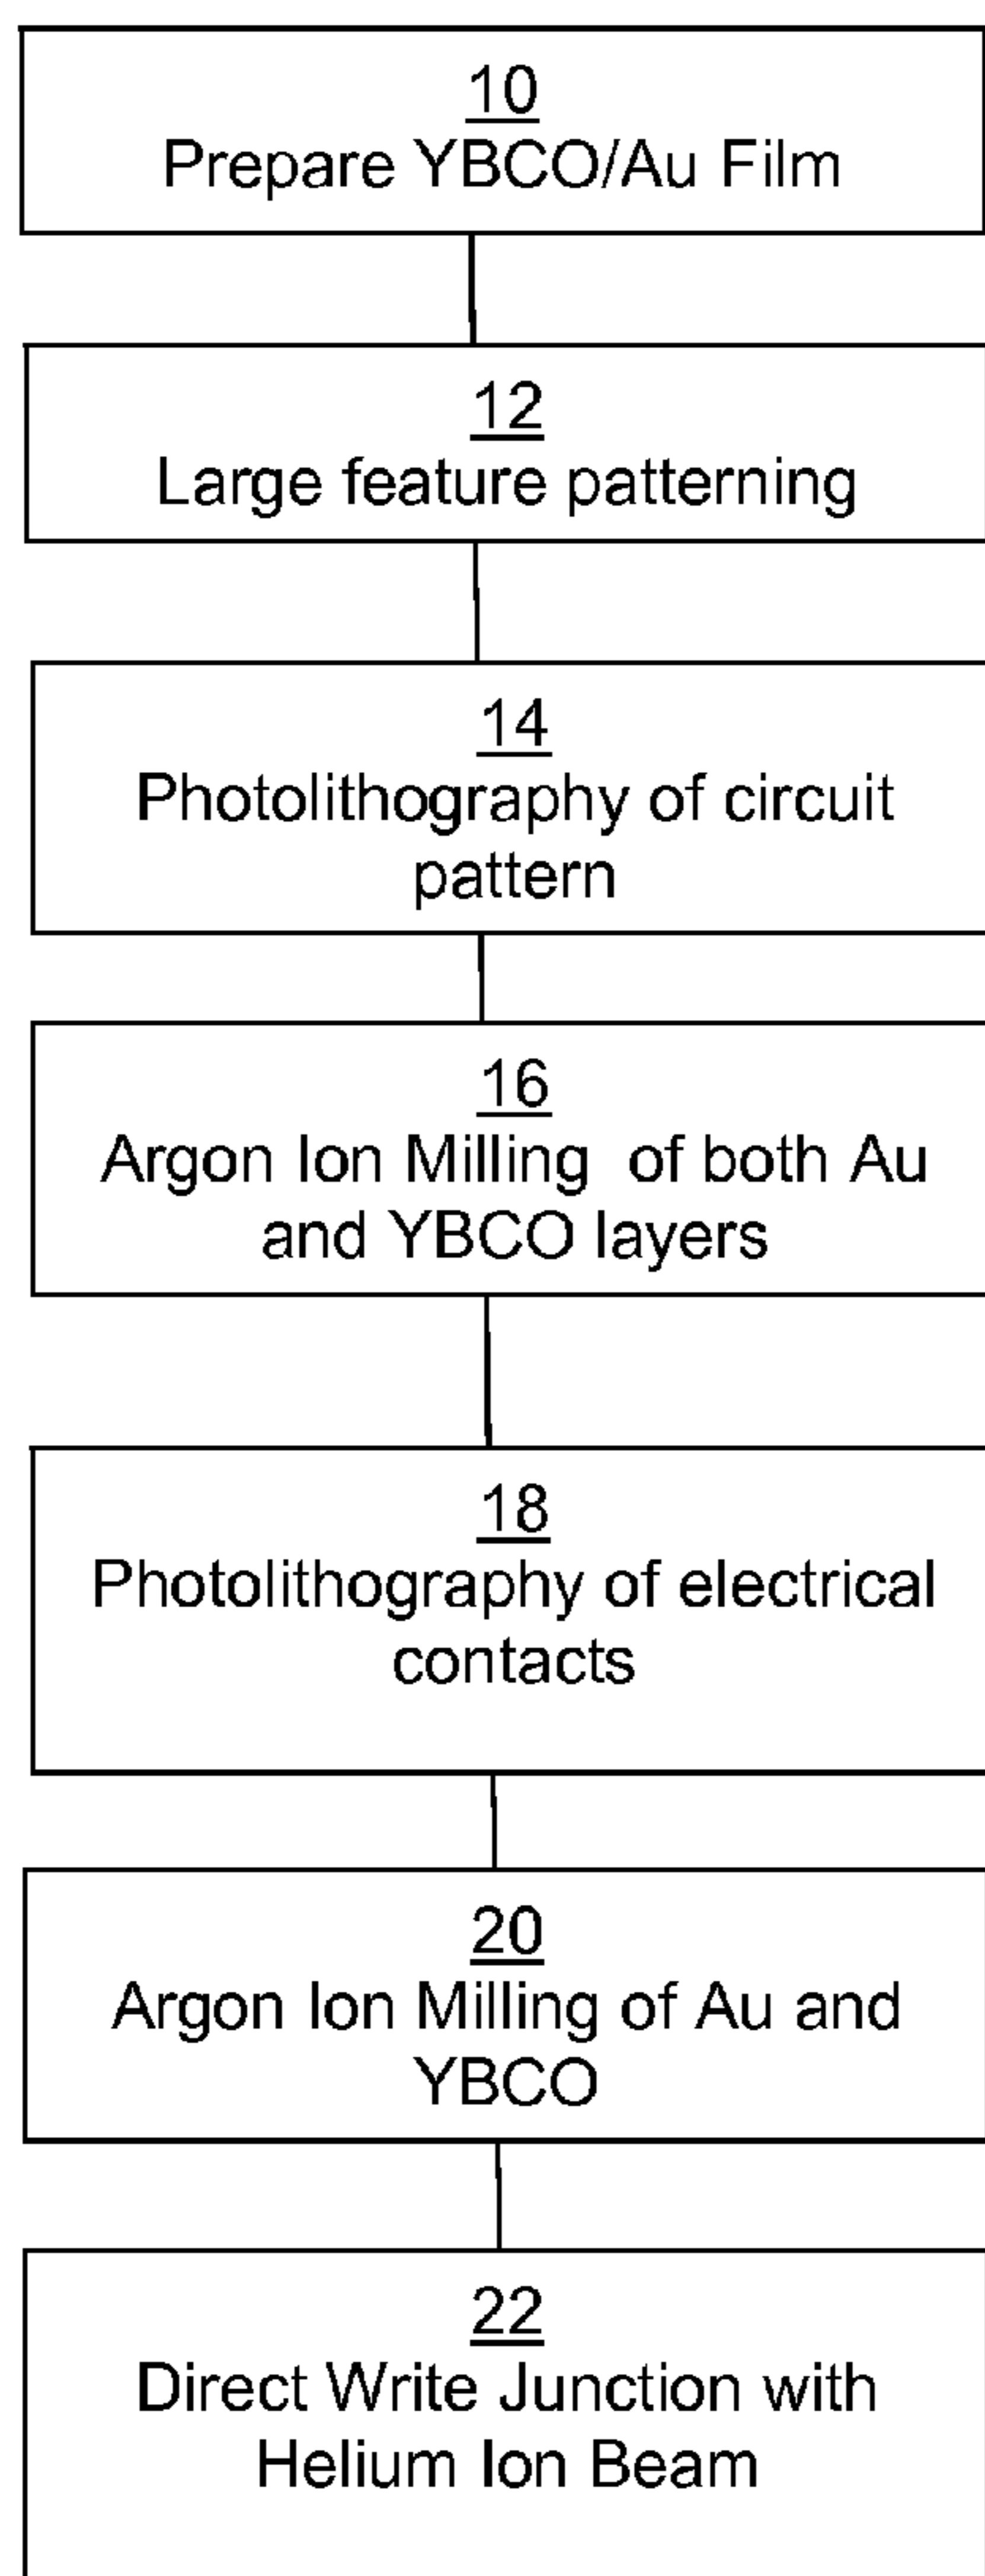 10
Prepare YBCO/Au Film
12
Large feature patterning
14
Photolithography of circuit
pattern
16
Argon Ion Milling of both Au
and YBCO layers
18
Photolithography of electrical
contacts
20
Argon Ion Milling of Au and
YBCO
22
Direct Write Junction with
Helium Ion Beam